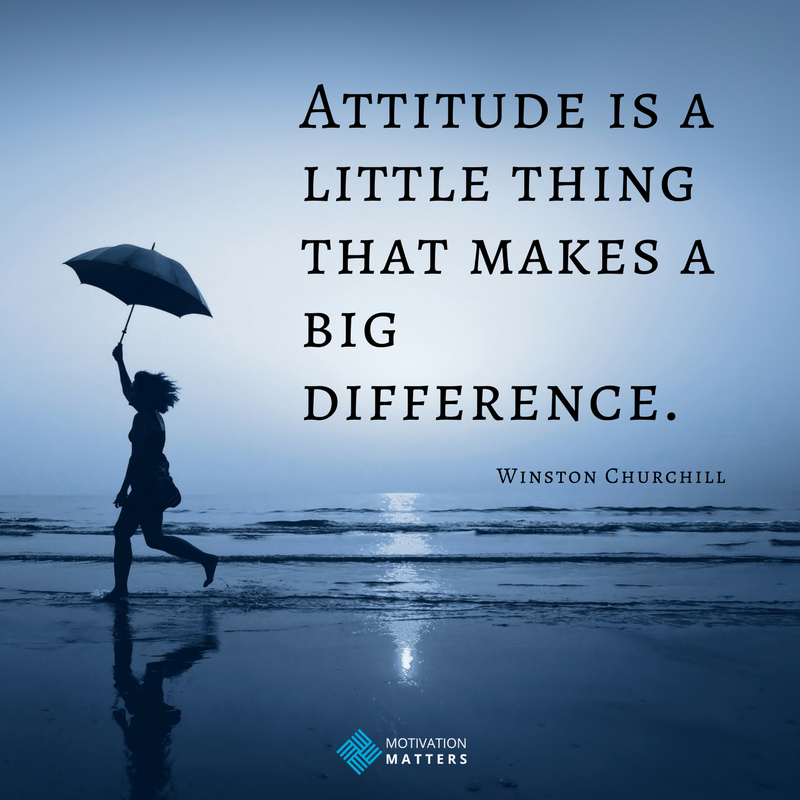 Attitude is a
little thing
that makes a
big
difference.
Winston Churchill
MOTIVATION
MATTERS